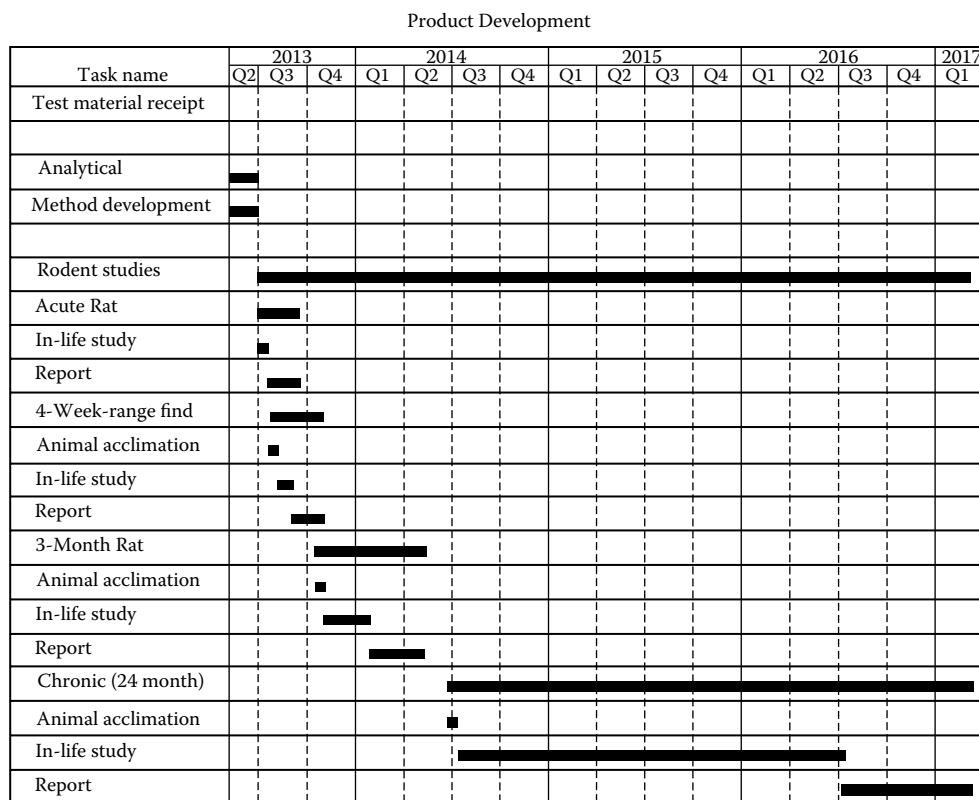 Product Development
2013 2014 2015 2016 2017
Task name Q2 Q3 Q4 Q1 Q2 Q3 Q4 Q1 Q2 Q3 Q4 Q1 Q2 Q3 Q4 Q1
Test material receipt
Analytical
Method development
Rodent studies
Acute Rat
In-life study
Report
4-Week-range find
Animal acclimation
In-life study
Report
3-Month Rat
Animal acclimation
In-life study
Report
Chronic (24 month)
Animal acclimation
In-life study
Report